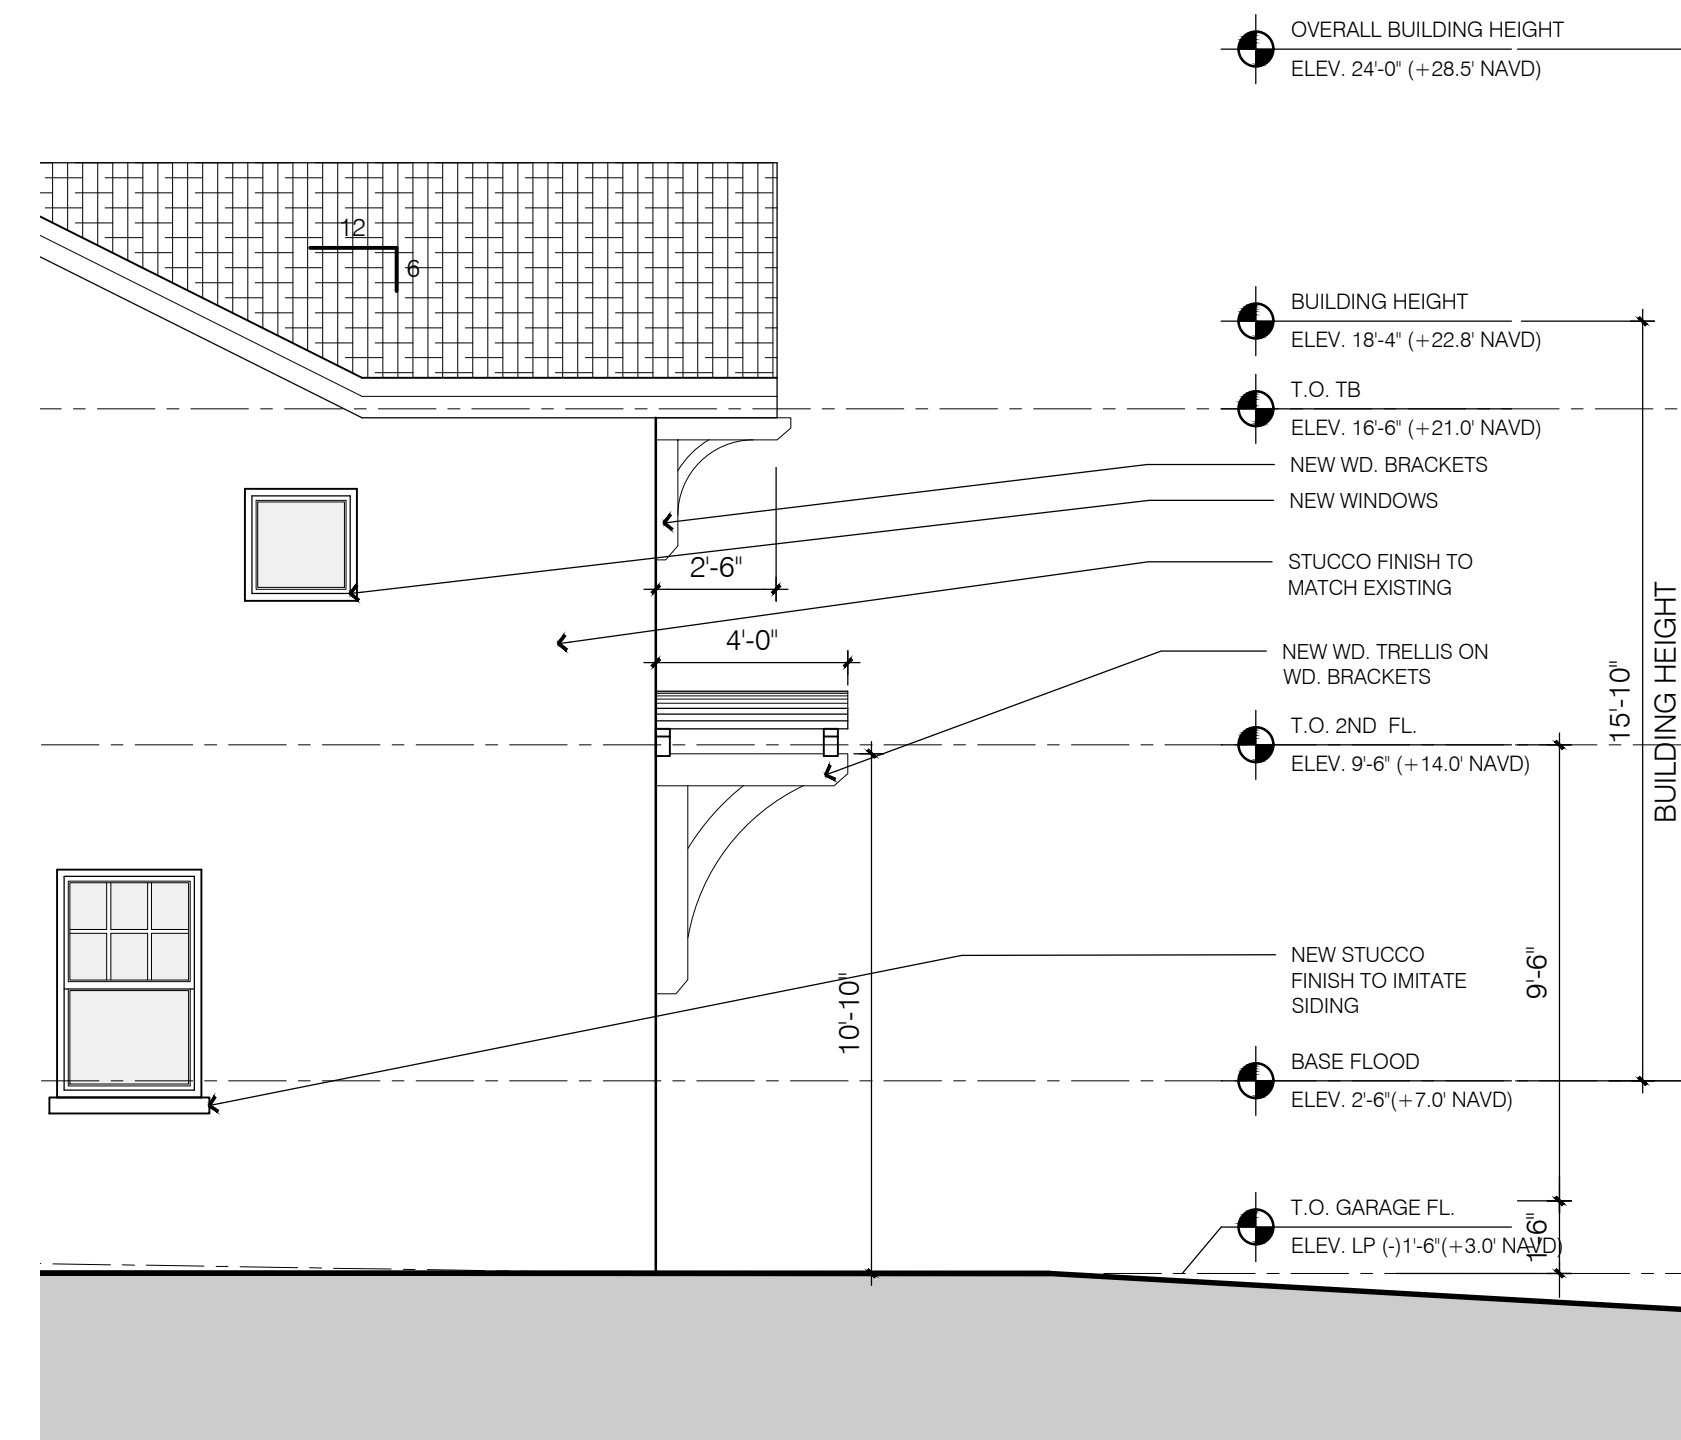 OVERALL BUILDING HEIGHT
ELEV. 24'-0" (+28.5' NAVD)
12
6
BUILDING HEIGHT
ELEV. 18'-4" (+22.8' NAVD)
T.O. TB
ELEV. 16'-6" (+21.0' NAVD)
NEW WD. BRACKETS
NEW WINDOWS
2'-6"
STUCCO FINISH TO
MATCH EXISTING
4'-0"
NEW WD. TRELLIS ON
WD. BRACKETS
15'-10"
BUILDING HEIGHT
T.O. 2ND FL.
ELEV. 9'-6" (+14.0' NAVD)
10'-10"
NEW STUCCO
FINISH TO IMITATE
SIDING
9'-6"
BASE FLOOD
ELEV. 2'-6"(+7.0' NAVD)
T.O. GARAGE FL.
ELEV. LP (-)1'-6"(+3.0' NAVD)
1'-6"